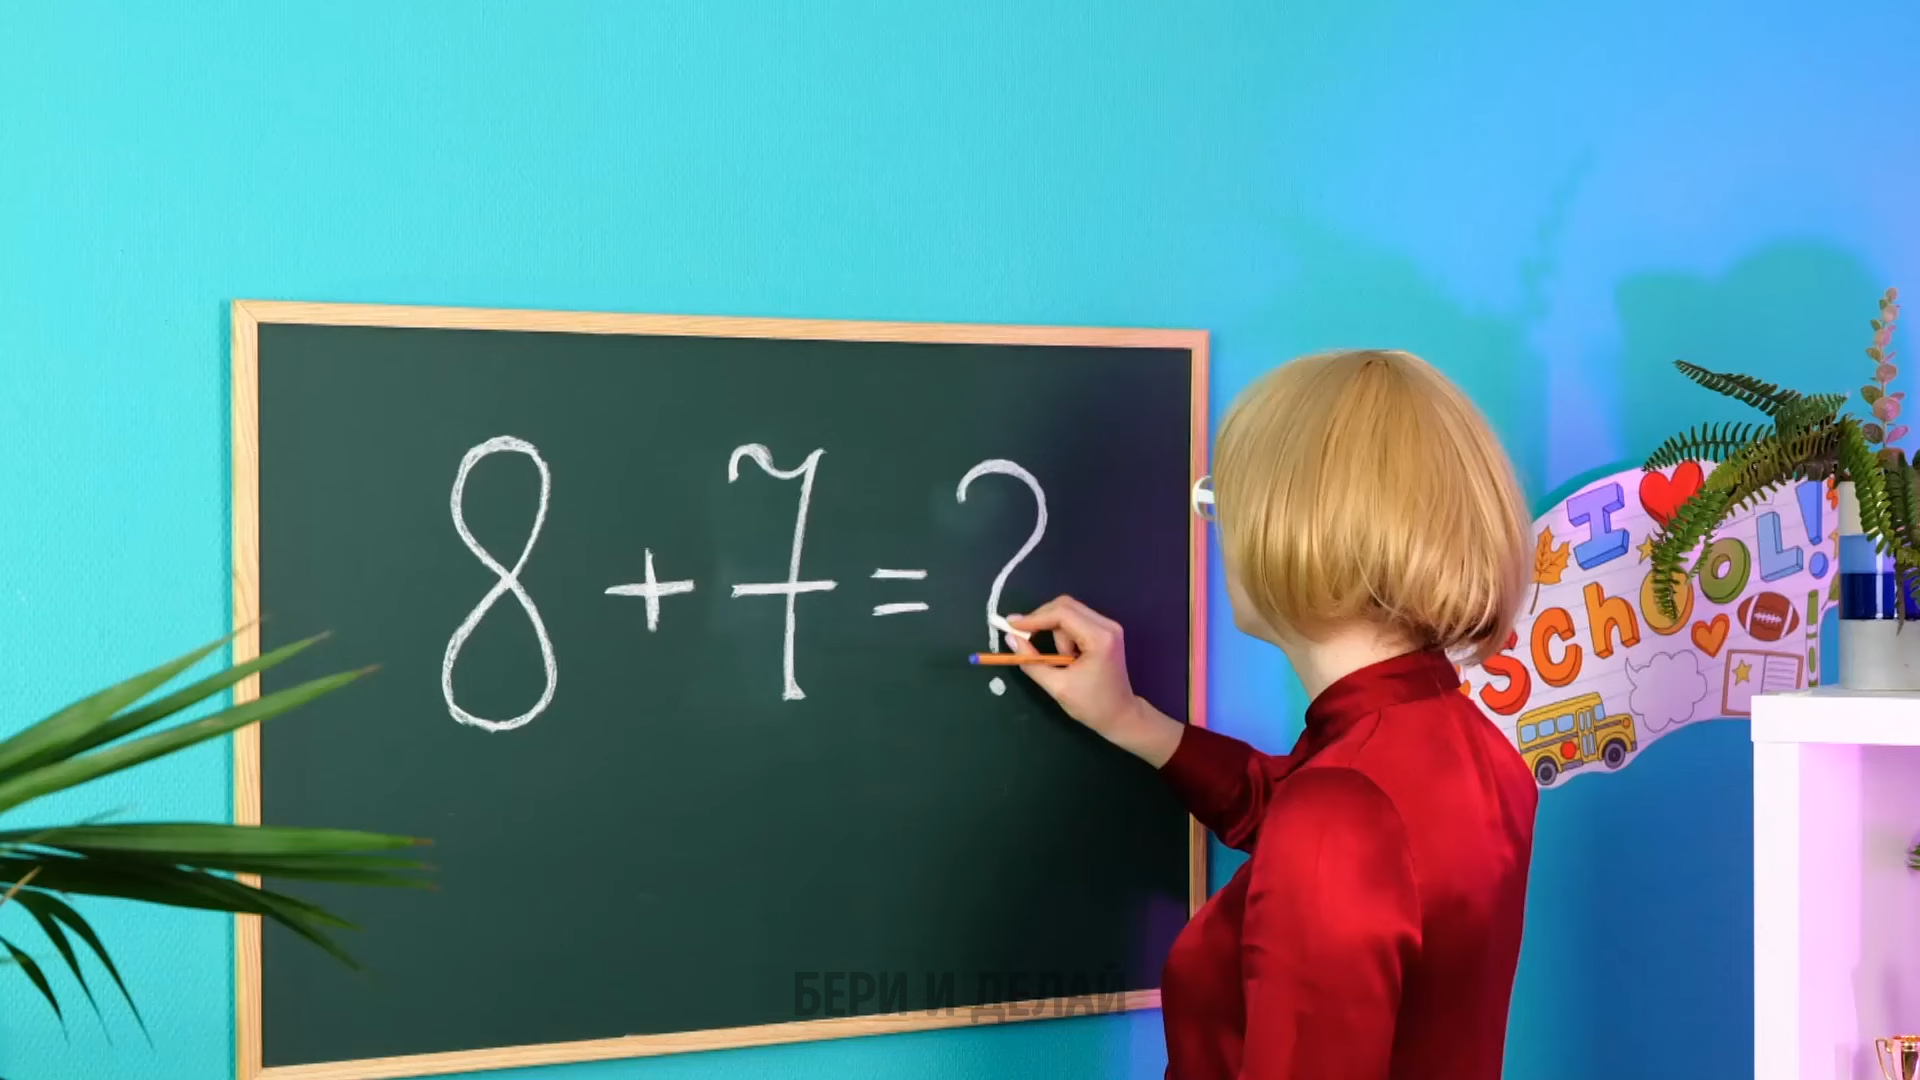 8 + 7 = ?
I ❤ SchOOL!
БЕРИ И ДЕЛАЙ